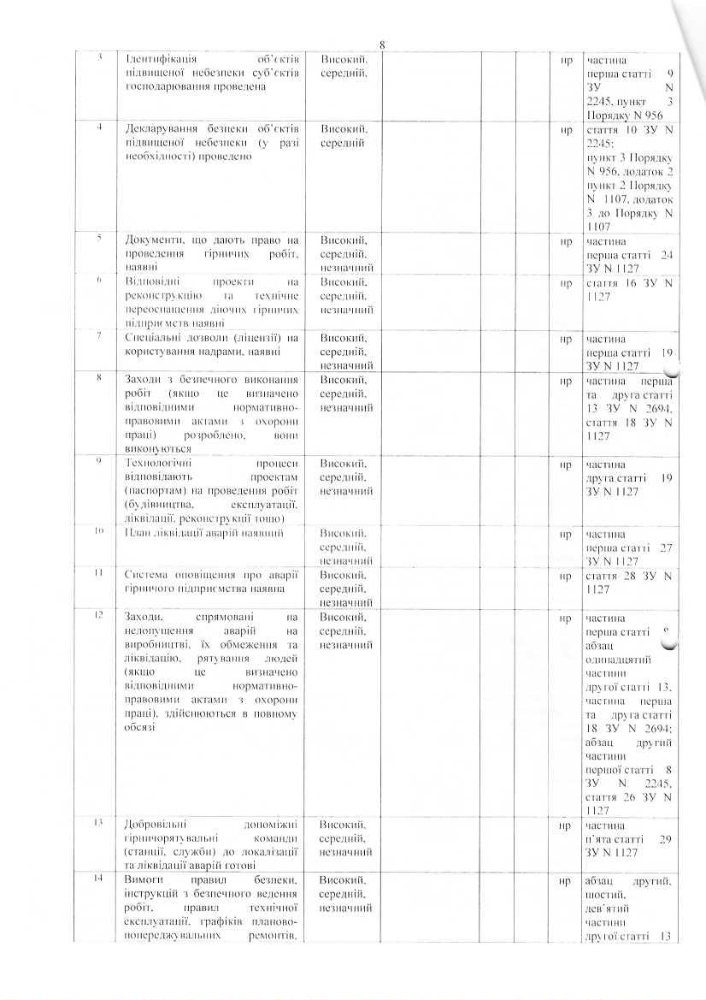 8
3
Ідентифікація об’єктів
підвищеної небезпеки суб’єктів
господарювання проведена
Високий,
середній,
нр
частина
перша статті 9
ЗУ N
2245, пункт 3
Порядку N 956
4
Декларування безпеки об’єктів
підвищеної небезпеки (у разі
необхідності) проведено
Високий,
середній
нр
стаття 10 ЗУ N
2245;
пункт 3 Порядку
N 956, додаток 2
пункт 2 Порядку
N 1107, додаток
3 до Порядку N
1107
5
Документи, що дають право на
проведення гірничих робіт,
наявні
Високий,
середній,
незначний
нр
частина
перша статті 24
ЗУ N 1127
6
Відповідні проекти на
реконструкцію та технічне
переоснащення діючих гірничих
підприємств наявні
Високий,
середній,
незначний
нр
стаття 16 ЗУ N
1127
7
Спеціальні дозволи (ліцензії) на
користування надрами, наявні
Високий,
середній,
незначний
нр
частина
перша статті 19
ЗУ N 1127
8
Заходи з безпечного виконання
робіт (якщо це визначено
відповідними нормативно-
правовими актами з охорони
праці) розроблено, вони
виконуються
Високий,
середній,
незначний
нр
частина перша
та друга статті
13 ЗУ N 2694,
стаття 18 ЗУ N
1127
9
Технологічні процеси
відповідають проектам
(паспортам) на проведення робіт
(будівництва, експлуатації,
ліквідації, реконструкції тощо)
Високий,
середній,
незначний
нр
частина
друга статті 19
ЗУ N 1127
10
План ліквідації аварій наявний
Високий,
середній,
незначний
нр
частина
перша статті 27
ЗУ N 1127
11
Система оповіщення про аварії
гірничого підприємства наявна
Високий,
середній,
незначний
нр
стаття 28 ЗУ N
1127
12
Заходи, спрямовані на
недопущення аварій на
виробництві, їх обмеження та
ліквідацію, рятування людей
(якщо це визначено
відповідними нормативно-
правовими актами з охорони
праці), здійснюються в повному
обсязі
Високий,
середній,
незначний
нр
частина
перша статті
абзац
одинадцятий
частини
другої статті 13,
частина перша
та друга статті
18 ЗУ N 2694;
абзац другий
частини
першої статті 8
ЗУ N 2245,
стаття 26 ЗУ N
1127
13
Добровільні допоміжні
гірничорятувальні команди
(станції, служби) до локалізації
та ліквідації аварій готові
Високий,
середній,
незначний
нр
частина
п’ята статті 29
ЗУ N 1127
14
Вимоги правил безпеки,
інструкцій з безпечного ведення
робіт, правил технічної
експлуатації, графіків планово-
попереджувальних ремонтів,
Високий,
середній,
незначний
нр
абзац другий,
шостий,
дев’ятий
частини
другої статті 13